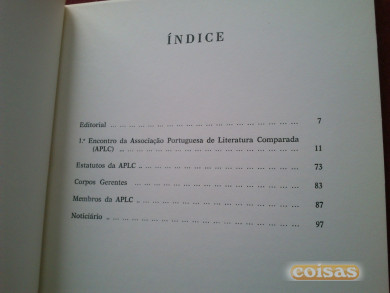 ÍNDICE
Editorial .. ... ... ... ... ... ... ... ... ... ... ... ... ... ... ... 7
1.º Encontro da Associação Portuguesa de Literatura Comparada
(APLC) .. ... ... ... ... ... ... ... ... ... ... ... ... ... ... 11
Estatutos da APLC .. ... ... ... ... ... ... ... ... ... ... ... ... 73
Corpos Gerentes ... ... ... ... ... ... ... ... ... ... ... ... ... 83
Membros da APLC .. ... ... ... ... ... ... ... ... ... ... ... ... 87
Noticiário .. ... ... ... ... ... ... ... ... ... ... ... ... ... ... 97
coisas